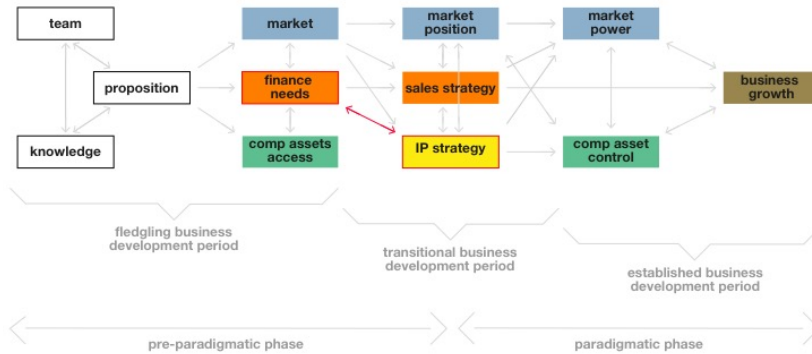 team
market
market
position
market
power
proposition
finance
needs
sales strategy
business
growth
knowledge
comp assets
access
IP strategy
comp asset
control
fledgling business
development period
transitional business
development period
established business
development period
pre-paradigmatic phase
paradigmatic phase